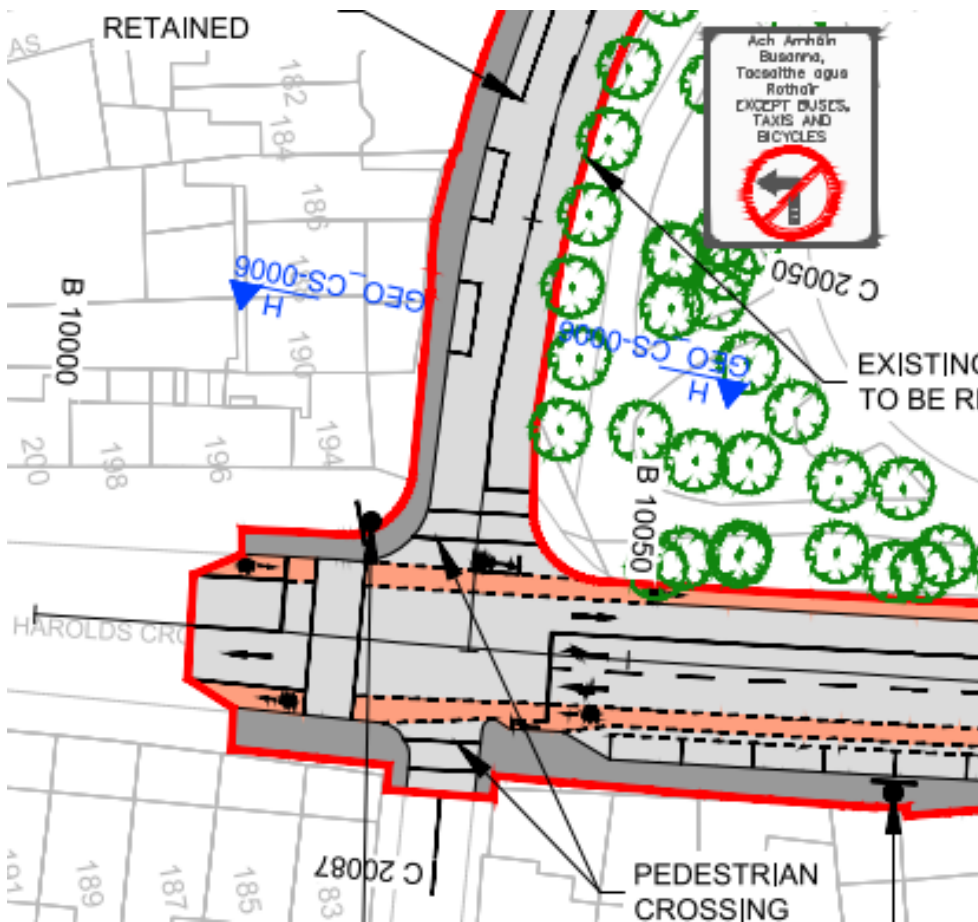 RETAINED
AS
182
184
186
190
194
196
198
200
B 10000
GEO_CS-0006
H
GEO_CS-0006
H
Ach Amháin
Busanna,
Tacsaithe agus
Rothair
EXCEPT BUSES,
TAXIS AND
BICYCLES
C 20050
EXISTING
TO BE R
B 10050
HAROLDS CRO
C 20087
191
189
187
185
83
PEDESTRIAN
CROSSING